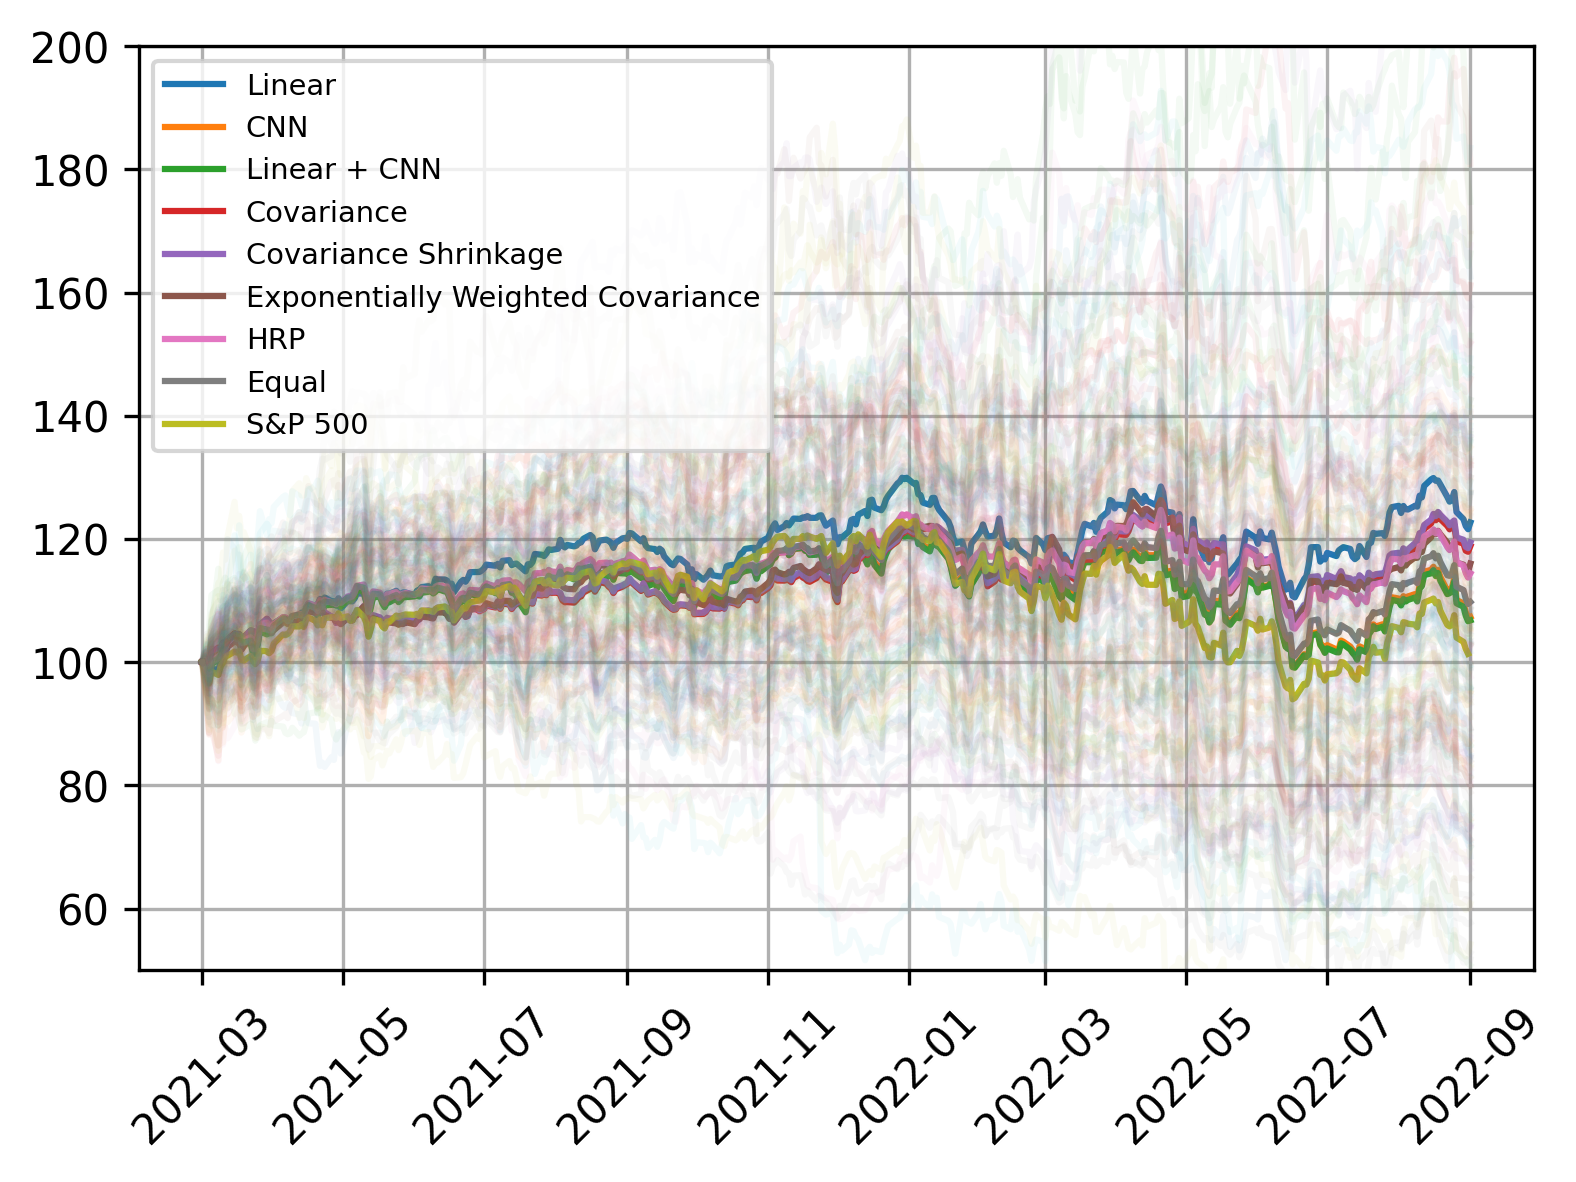 200
180
160
140
120
100
80
60
Linear
CNN
Linear + CNN
Covariance
Covariance Shrinkage
Exponentially Weighted Covariance
HRP
Equal
S&P 500
2021-03
2021-05
2021-07
2021-09
2021-11
2022-01
2022-03
2022-05
2022-07
2022-09